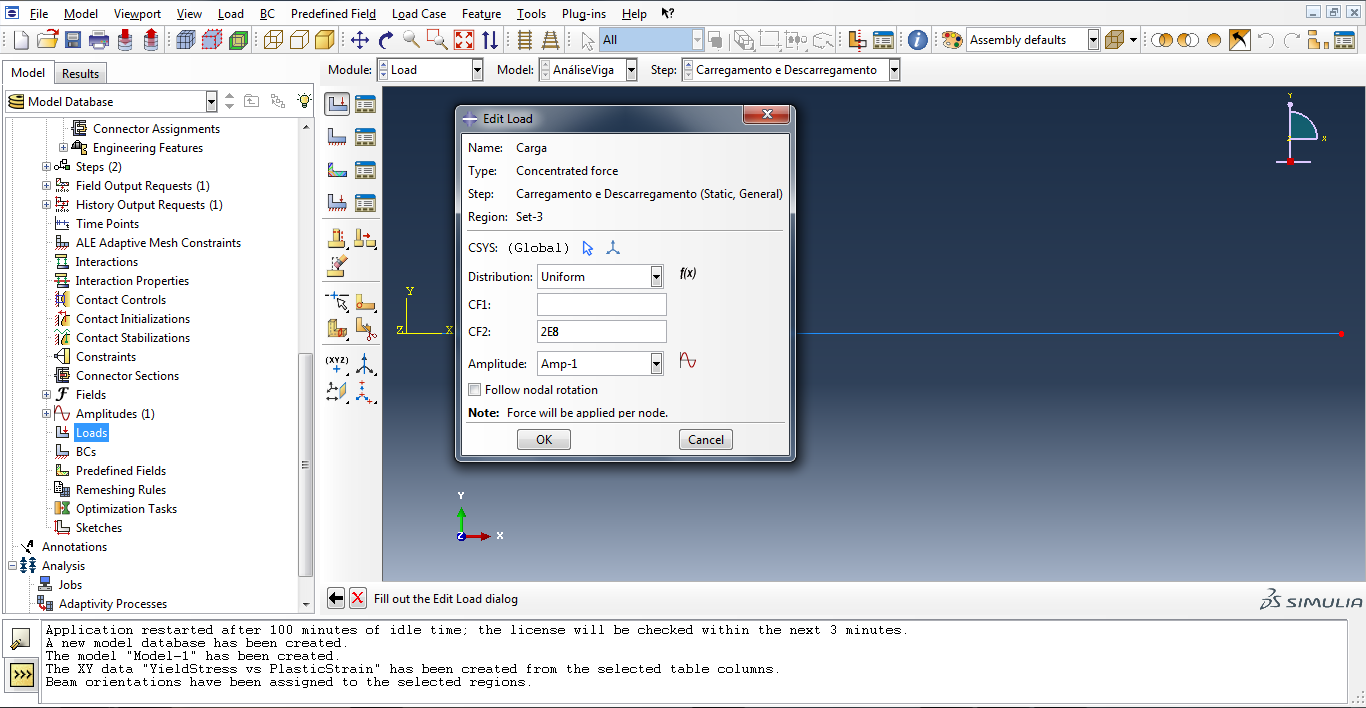 File Model Viewport View Load BC Predefined Field Load Case Feature Tools Plug-ins Help
All
Assembly defaults
Model Results
Module: Load Model: AnáliseViga Step: Carregamento e Descarregamento
Model Database
Connector Assignments
Engineering Features
Steps (2)
Field Output Requests (1)
History Output Requests (1)
Time Points
ALE Adaptive Mesh Constraints
Interactions
Interaction Properties
Contact Controls
Contact Initializations
Contact Stabilizations
Constraints
Connector Sections
Fields
Amplitudes (1)
Loads
BCs
Predefined Fields
Remeshing Rules
Optimization Tasks
Sketches
Annotations
Analysis
Jobs
Adaptivity Processes
(XYZ)
Edit Load
Name: Carga
Type: Concentrated force
Step: Carregamento e Descarregamento (Static, General)
Region: Set-3
CSYS: (Global)
Distribution: Uniform f(x)
CF1:
CF2: 2E8
Amplitude: Amp-1
Follow nodal rotation
Note: Force will be applied per node.
OK Cancel
Y
X
Z
Y
Z X
Y
Z X
Fill out the Edit Load dialog
SIMULIA
Application restarted after 100 minutes of idle time; the license will be checked within the next 3 minutes.
A new model database has been created.
The model "Model-1" has been created.
The XY data "YieldStress vs PlasticStrain" has been created from the selected table columns.
Beam orientations have been assigned to the selected regions.